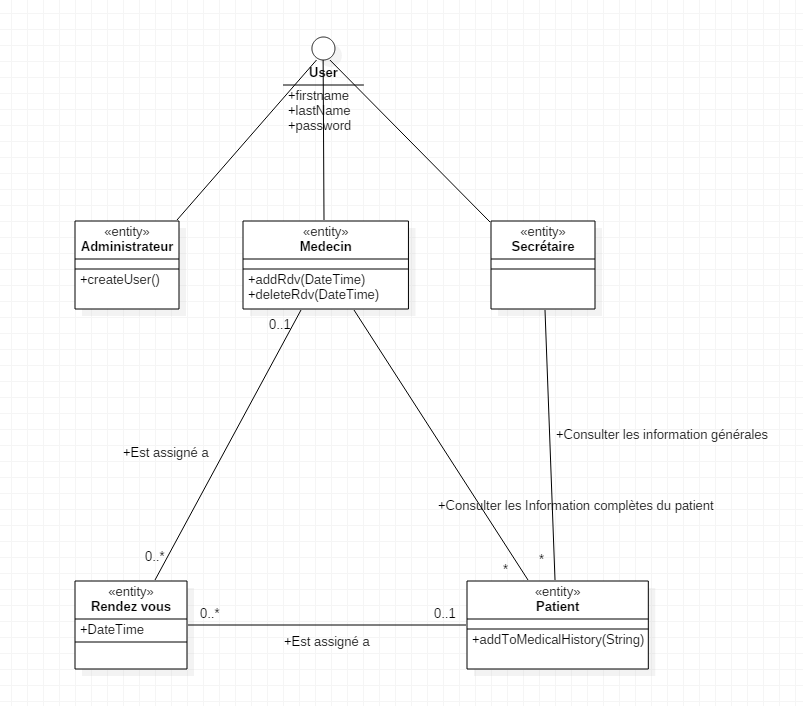 User
+firstname
+lastName
+password
«entity»
Administrateur
+createUser()
«entity»
Medecin
+addRdv(DateTime)
+deleteRdv(DateTime)
«entity»
Secrétaire
0..1
+Consulter les information générales
+Est assigné a
+Consulter les Information complètes du patient
0..*
*
*
«entity»
Rendez vous
+DateTime
0..*
0..1
+Est assigné a
«entity»
Patient
+addToMedicalHistory(String)